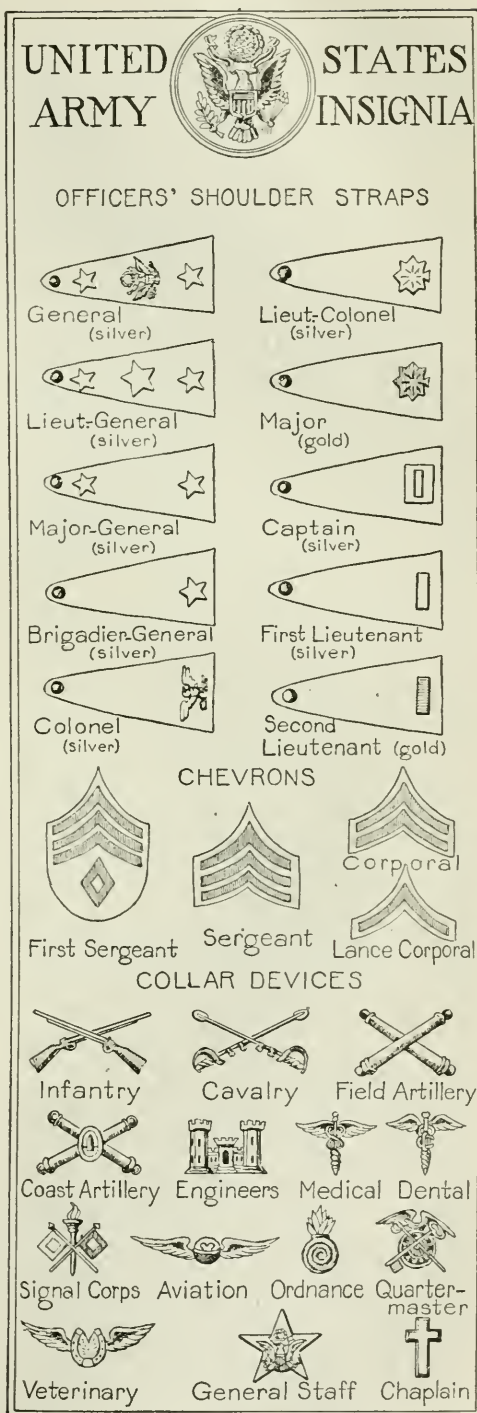 UNITED STATES
ARMY INSIGNIA
OFFICERS' SHOULDER STRAPS
General
(silver)
Lieut.-Colonel
(silver)
Lieut.-General
(silver)
Major
(gold)
Major-General
(silver)
Captain
(silver)
Brigadier-General
(silver)
First Lieutenant
(silver)
Colonel
(silver)
Second
Lieutenant (gold)
CHEVRONS
First Sergeant
Sergeant
Corporal
Lance Corporal
COLLAR DEVICES
Infantry
Cavalry
Field Artillery
Coast Artillery
Engineers
Medical
Dental
Signal Corps
Aviation
Ordnance
Quarter-
master
Veterinary
General Staff
Chaplain